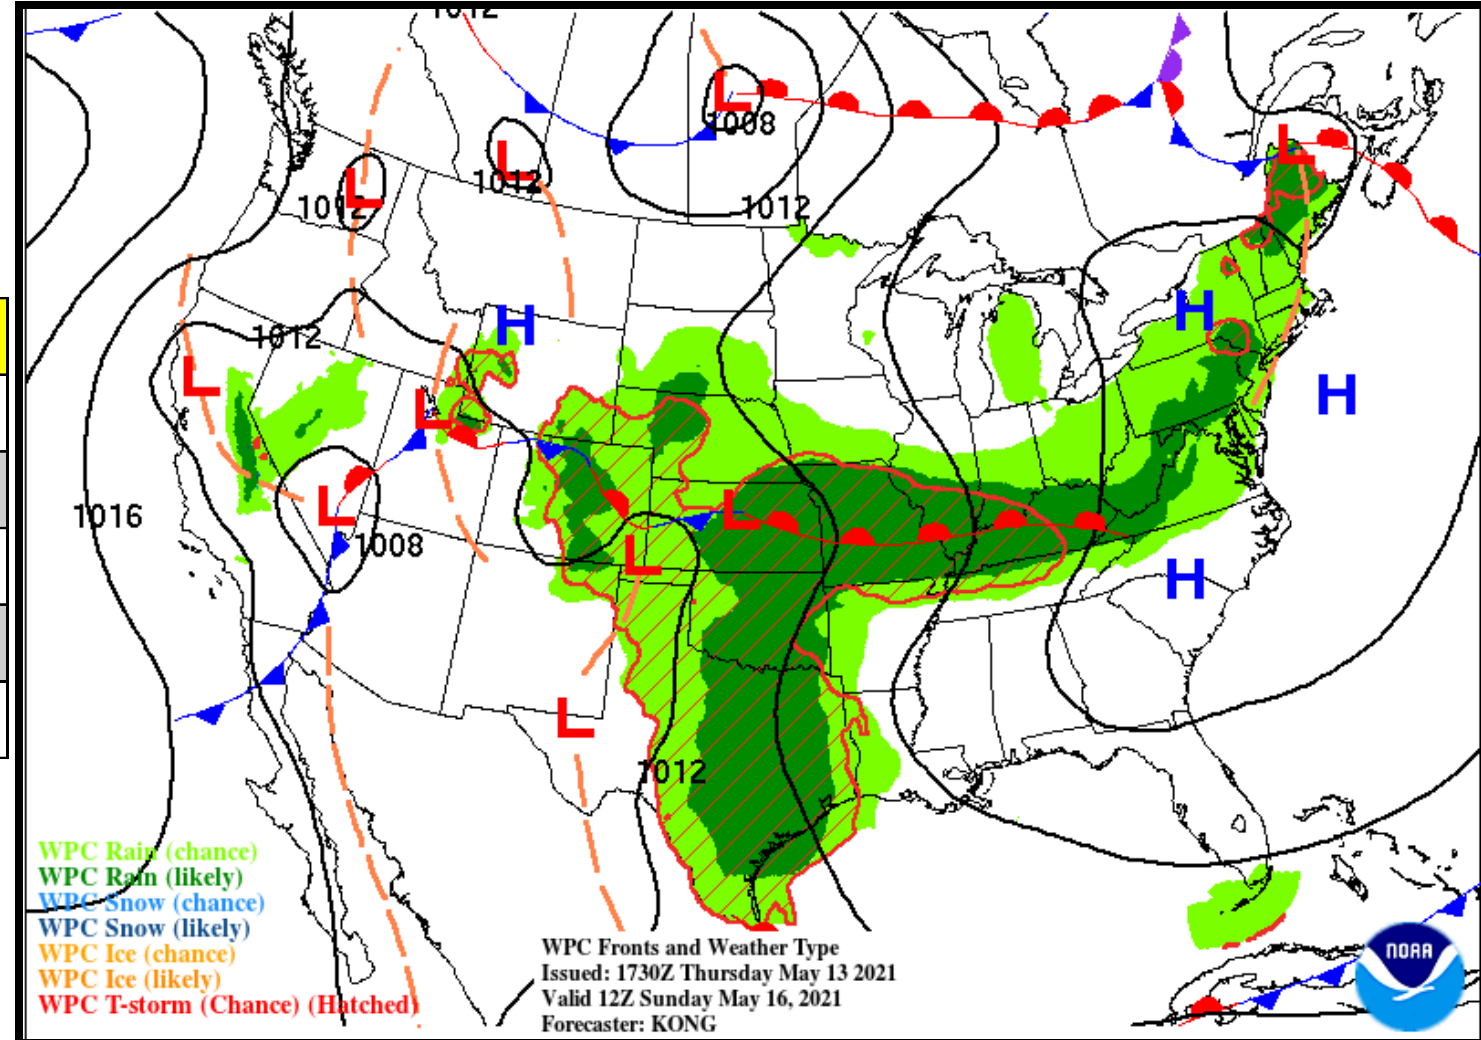 1012
L
1008
L
L
1012
1012
1012
L
H
H
1012
L
L
H
L
1016
L
1008
L
H
L
1012
WPC Rain (chance)
WPC Rain (likely)
WPC Snow (chance)
WPC Snow (likely)
WPC Ice (chance)
WPC Ice (likely)
WPC T-storm (Chance) (Hatched)
WPC Fronts and Weather Type
Issued: 1730Z Thursday May 13 2021
Valid 12Z Sunday May 16, 2021
Forecaster: KONG
NOAA